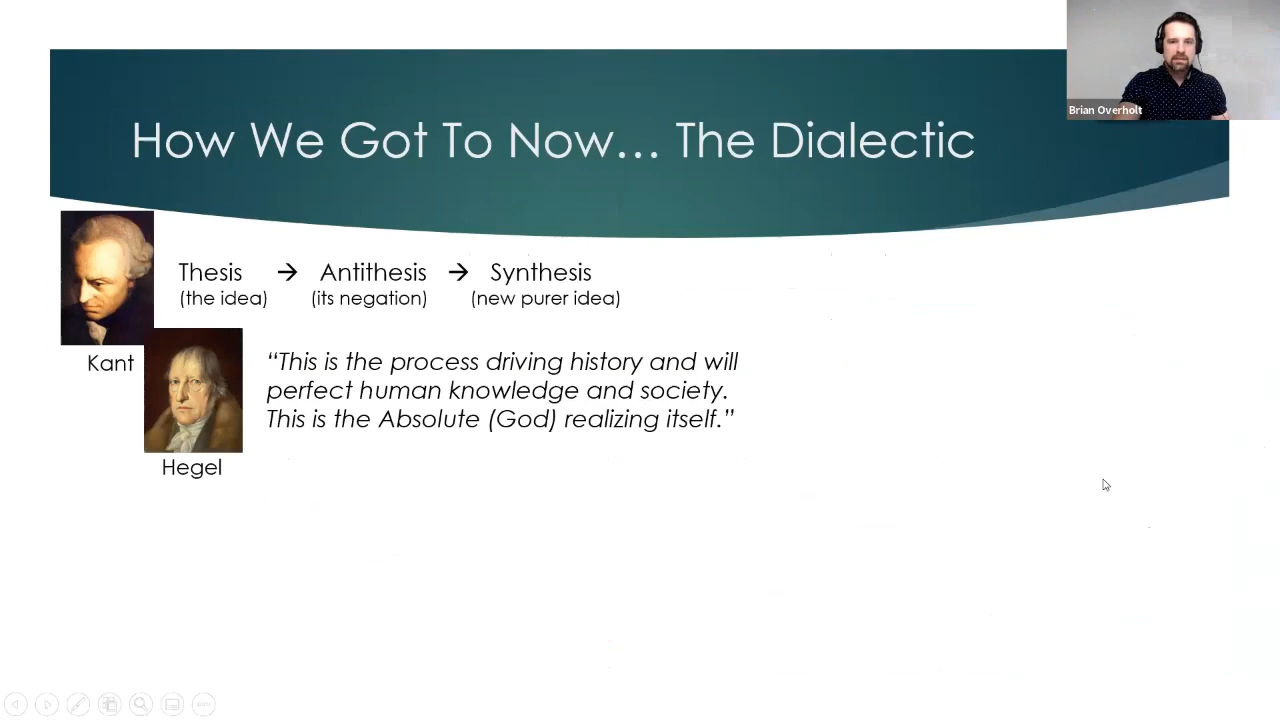 Brian Overholt
How We Got To Now... The Dialectic
Thesis → Antithesis → Synthesis
(the idea) (its negation) (new purer idea)
Kant
“This is the process driving history and will
perfect human knowledge and society.
This is the Absolute (God) realizing itself.”
Hegel